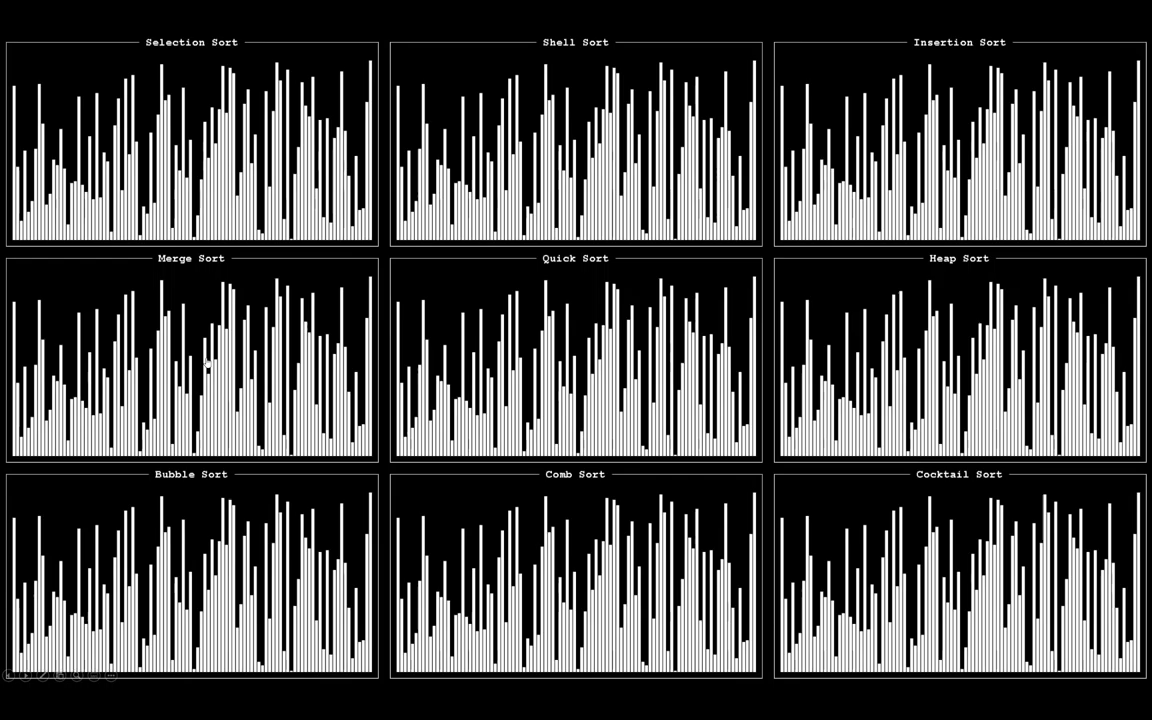 Selection Sort
Shell Sort
Insertion Sort
Merge Sort
Quick Sort
Heap Sort
Bubble Sort
Comb Sort
Cocktail Sort